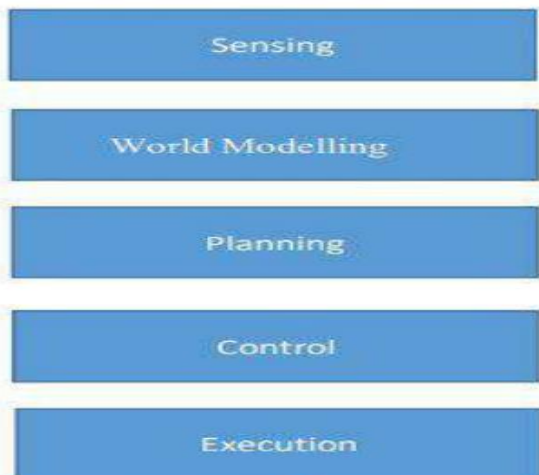 Sensing
World Modelling
Planning
Control
Execution